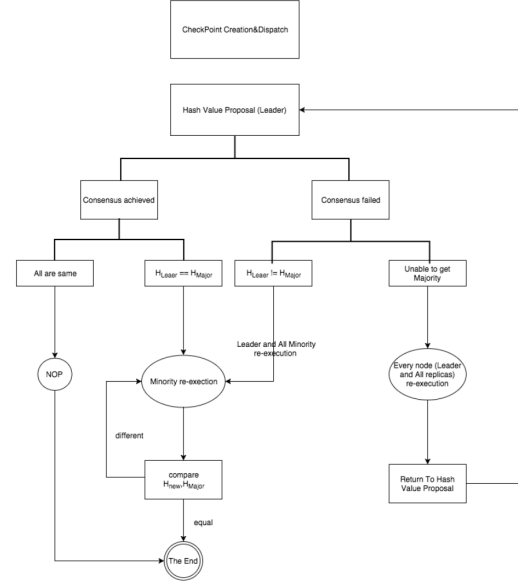 CheckPoint Creation&Dispatch
Hash Value Proposal (Leader)
Consensus achieved
Consensus failed
All are same
HLeaer == HMajor
HLeaer != HMajor
Unable to get
Majority
Leader and All Minority
re-execution
NOP
Minority re-exection
Every node (Leader
and All replicas)
re-execution
different
compare
Hnew,HMajor
Return To Hash
Value Proposal
equal
The End